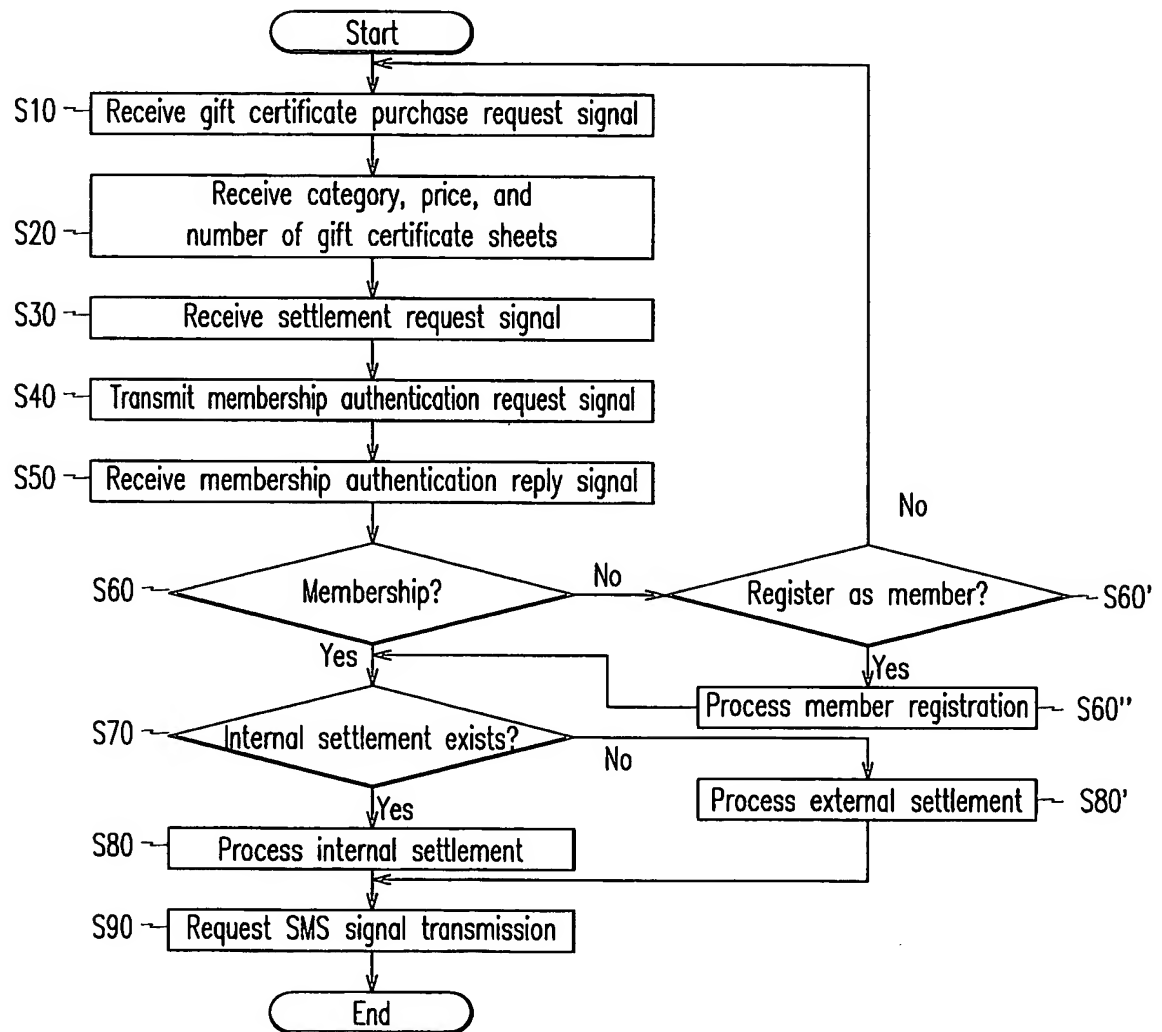 Start
S10
Receive gift certificate purchase request signal
S20
Receive category, price, and
number of gift certificate sheets
S30
Receive settlement request signal
S40
Transmit membership authentication request signal
S50
Receive membership authentication reply signal
No
S60
Membership?
No
Register as member?
S60'
Yes
Yes
Process member registration
S60"
S70
Internal settlement exists?
No
Process external settlement
S80'
Yes
S80
Process internal settlement
S90
Request SMS signal transmission
End